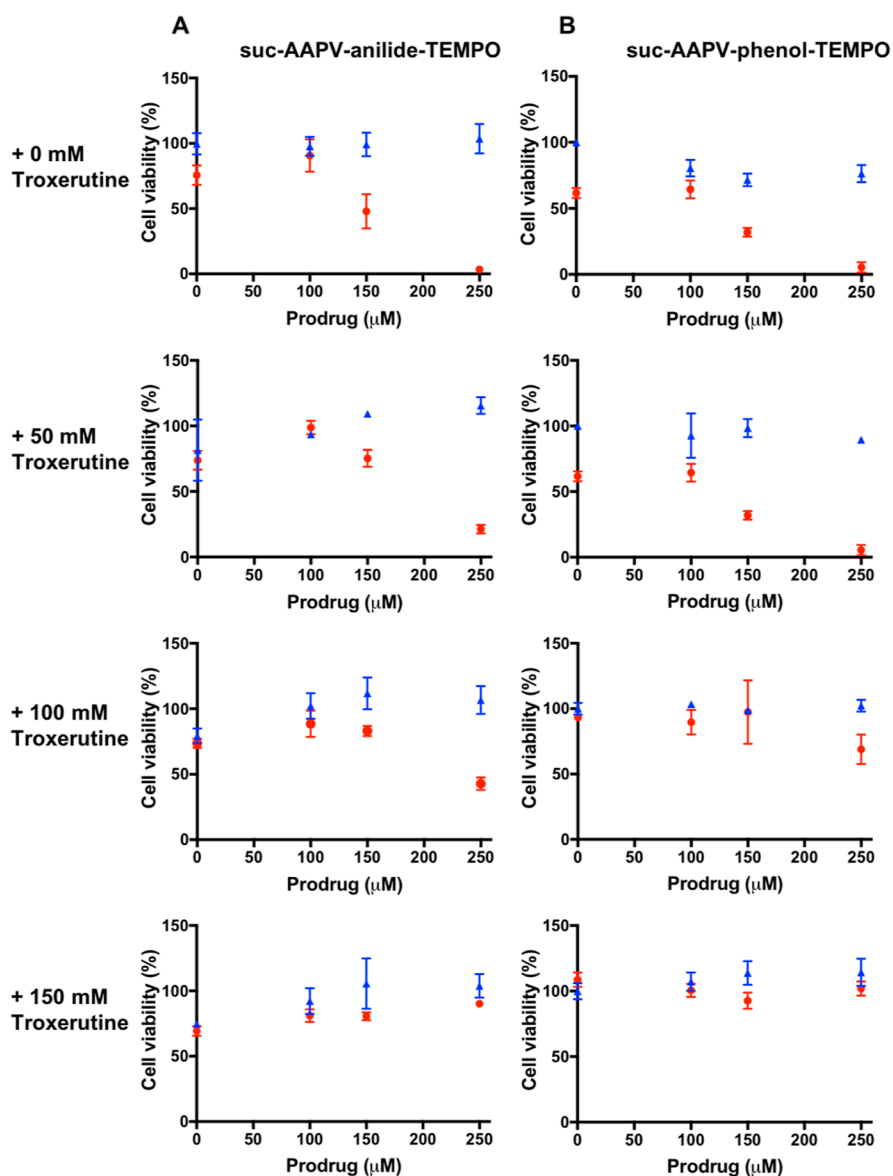 A
B
suc-AAPV-anilide-TEMPO
suc-AAPV-phenol-TEMPO
+ 0 mM
Troxerutine
Cell viability (%)
150
100
50
0
0 50 100 150 200 250
Prodrug (μM)
Cell viability (%)
150
100
50
0
0 50 100 150 200 250
Prodrug (μM)
+ 50 mM
Troxerutine
Cell viability (%)
150
100
50
0
0 50 100 150 200 250
Prodrug (μM)
Cell viability (%)
150
100
50
0
0 50 100 150 200 250
Prodrug (μM)
+ 100 mM
Troxerutine
Cell viability (%)
150
100
50
0
0 50 100 150 200 250
Prodrug (μM)
Cell viability (%)
150
100
50
0
0 50 100 150 200 250
Prodrug (μM)
+ 150 mM
Troxerutine
Cell viability (%)
150
100
50
0
0 50 100 150 200 250
Prodrug (μM)
Cell viability (%)
150
100
50
0
0 50 100 150 200 250
Prodrug (μM)